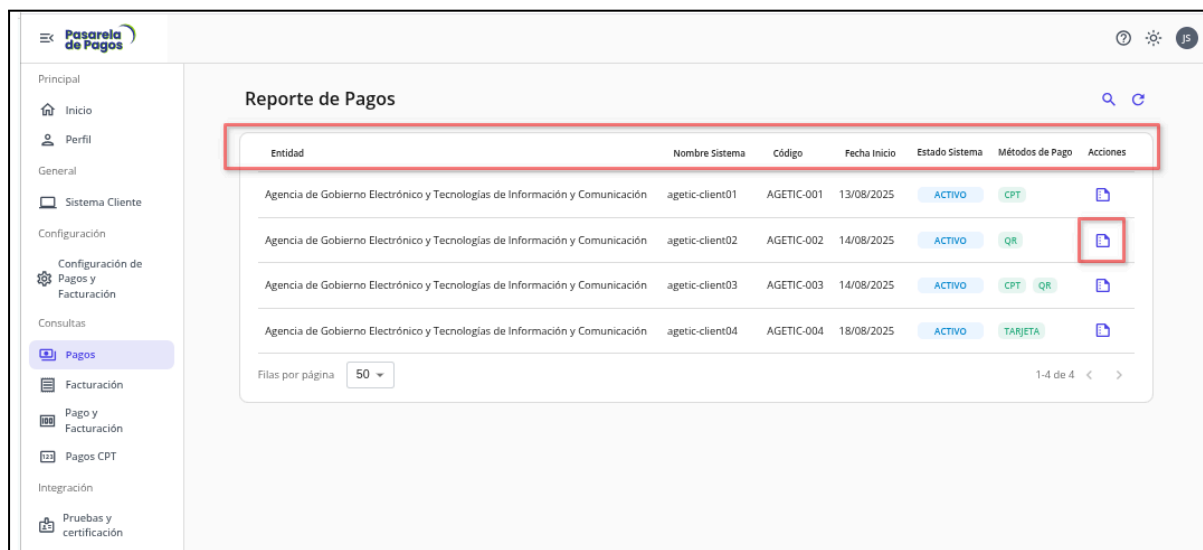 Pasarela
de Pagos
JS
Principal
Inicio
Perfil
General
Sistema Cliente
Configuración
Configuración de
Pagos y
Facturación
Consultas
Pagos
Facturación
Pago y
Facturación
Pagos CPT
Integración
Pruebas y
certificación
Reporte de Pagos
Entidad Nombre Sistema Código Fecha Inicio Estado Sistema Métodos de Pago Acciones
Agencia de Gobierno Electrónico y Tecnologías de Información y Comunicación agetic-client01 AGETIC-001 13/08/2025 ACTIVO CPT
Agencia de Gobierno Electrónico y Tecnologías de Información y Comunicación agetic-client02 AGETIC-002 14/08/2025 ACTIVO QR
Agencia de Gobierno Electrónico y Tecnologías de Información y Comunicación agetic-client03 AGETIC-003 14/08/2025 ACTIVO CPT QR
Agencia de Gobierno Electrónico y Tecnologías de Información y Comunicación agetic-client04 AGETIC-004 18/08/2025 ACTIVO TARJETA
Filas por página 50 1-4 de 4